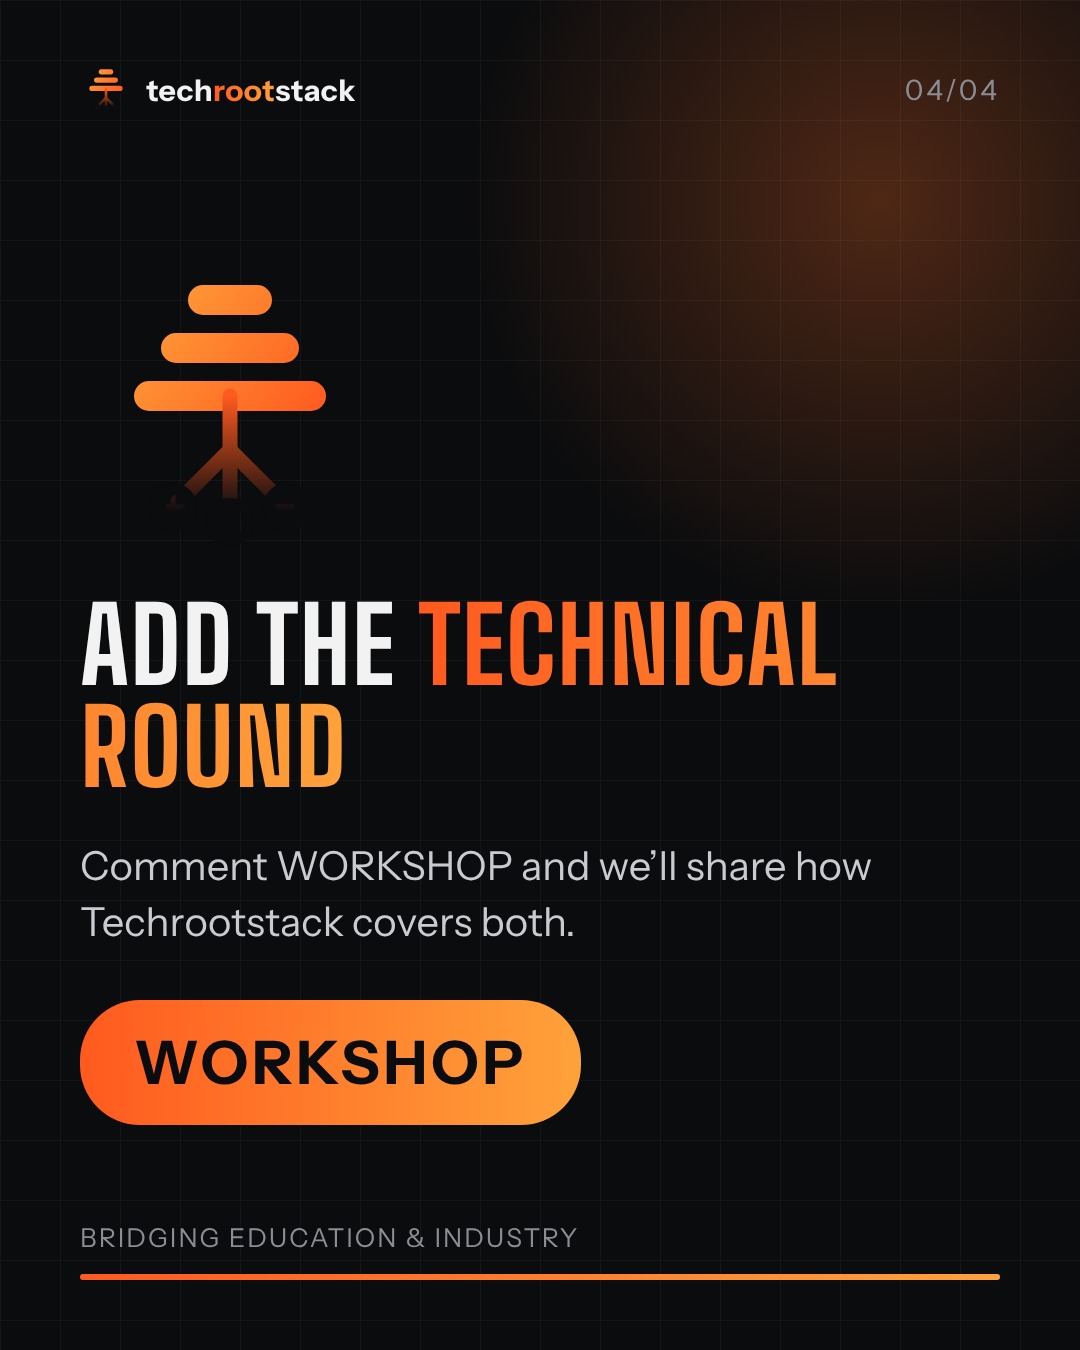 techrootstack
04/04
ADD THE TECHNICAL
ROUND
Comment WORKSHOP and we’ll share how
Techrootstack covers both.
WORKSHOP
BRIDGING EDUCATION & INDUSTRY